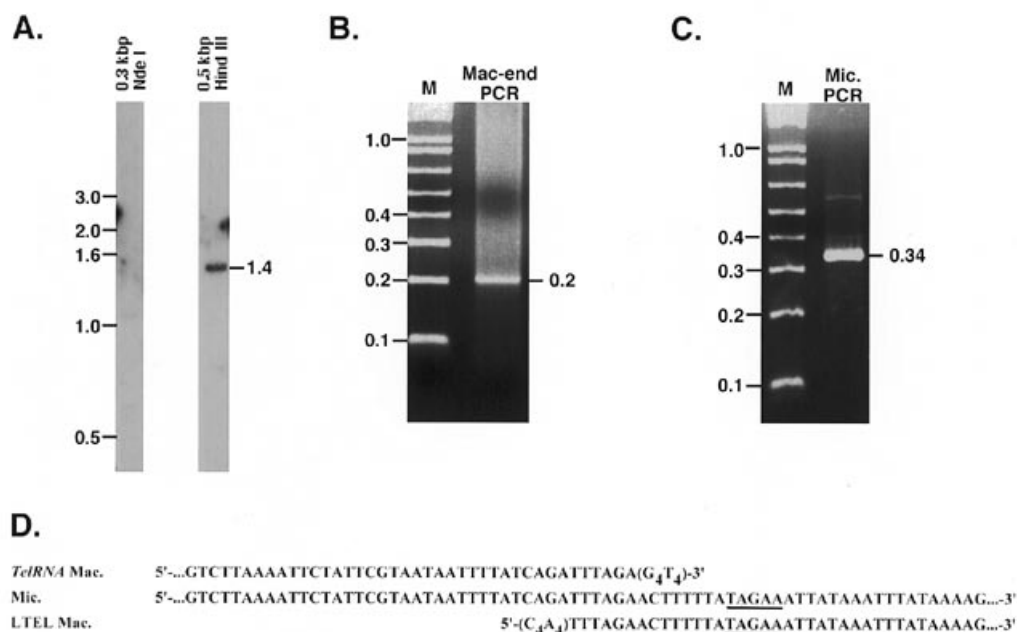 A.
0.3 kbp
Nde I
0.5 kbp
Hind III
3.0
2.0
1.6
1.0
0.5
1.4
B.
M
Mac-end
PCR
1.0
0.4
0.3
0.2
0.1
0.2
C.
M
Mic.
PCR
1.0
0.4
0.3
0.2
0.1
0.34
D.
TelRNA Mac. 5'-...GTCTTAAAATTCTATTCGTAATAATTTTATCAGATTTAGA(G4T4)-3'
Mic. 5'-...GTCTTAAAATTCTATTCGTAATAATTTTATCAGATTTAGAACTTTTTATAGAAATTATAAATTTATAAAAG...-3'
LTEL Mac. 5'-(C4A4)TTTAGAACTTTTTATAGAAATTATAAATTTATAAAAG...-3'